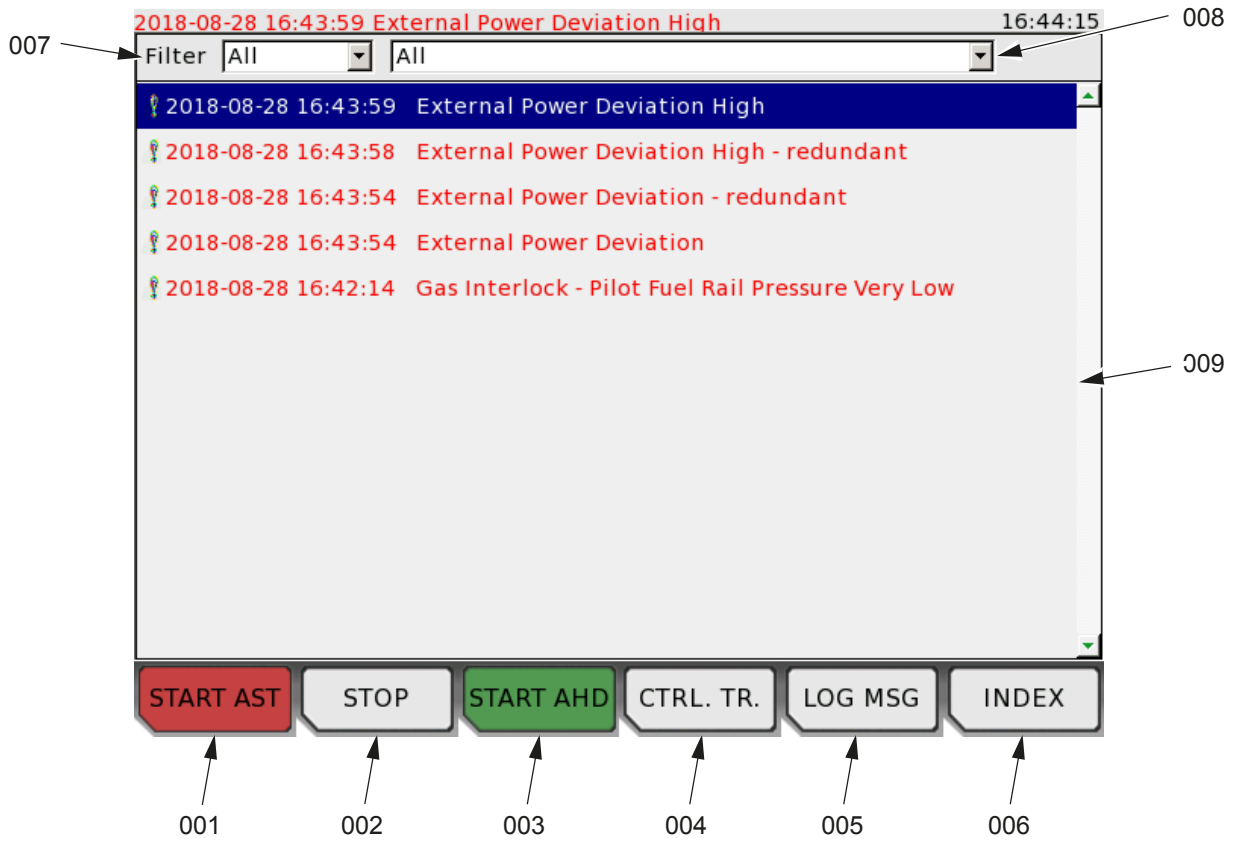 2018-08-28 16:43:59 External Power Deviation High 16:44:15
008
007
Filter All All
2018-08-28 16:43:59 External Power Deviation High
2018-08-28 16:43:58 External Power Deviation High - redundant
2018-08-28 16:43:54 External Power Deviation - redundant
2018-08-28 16:43:54 External Power Deviation
2018-08-28 16:42:14 Gas Interlock - Pilot Fuel Rail Pressure Very Low
009
START AST STOP START AHD CTRL. TR. LOG MSG INDEX
001 002 003 004 005 006